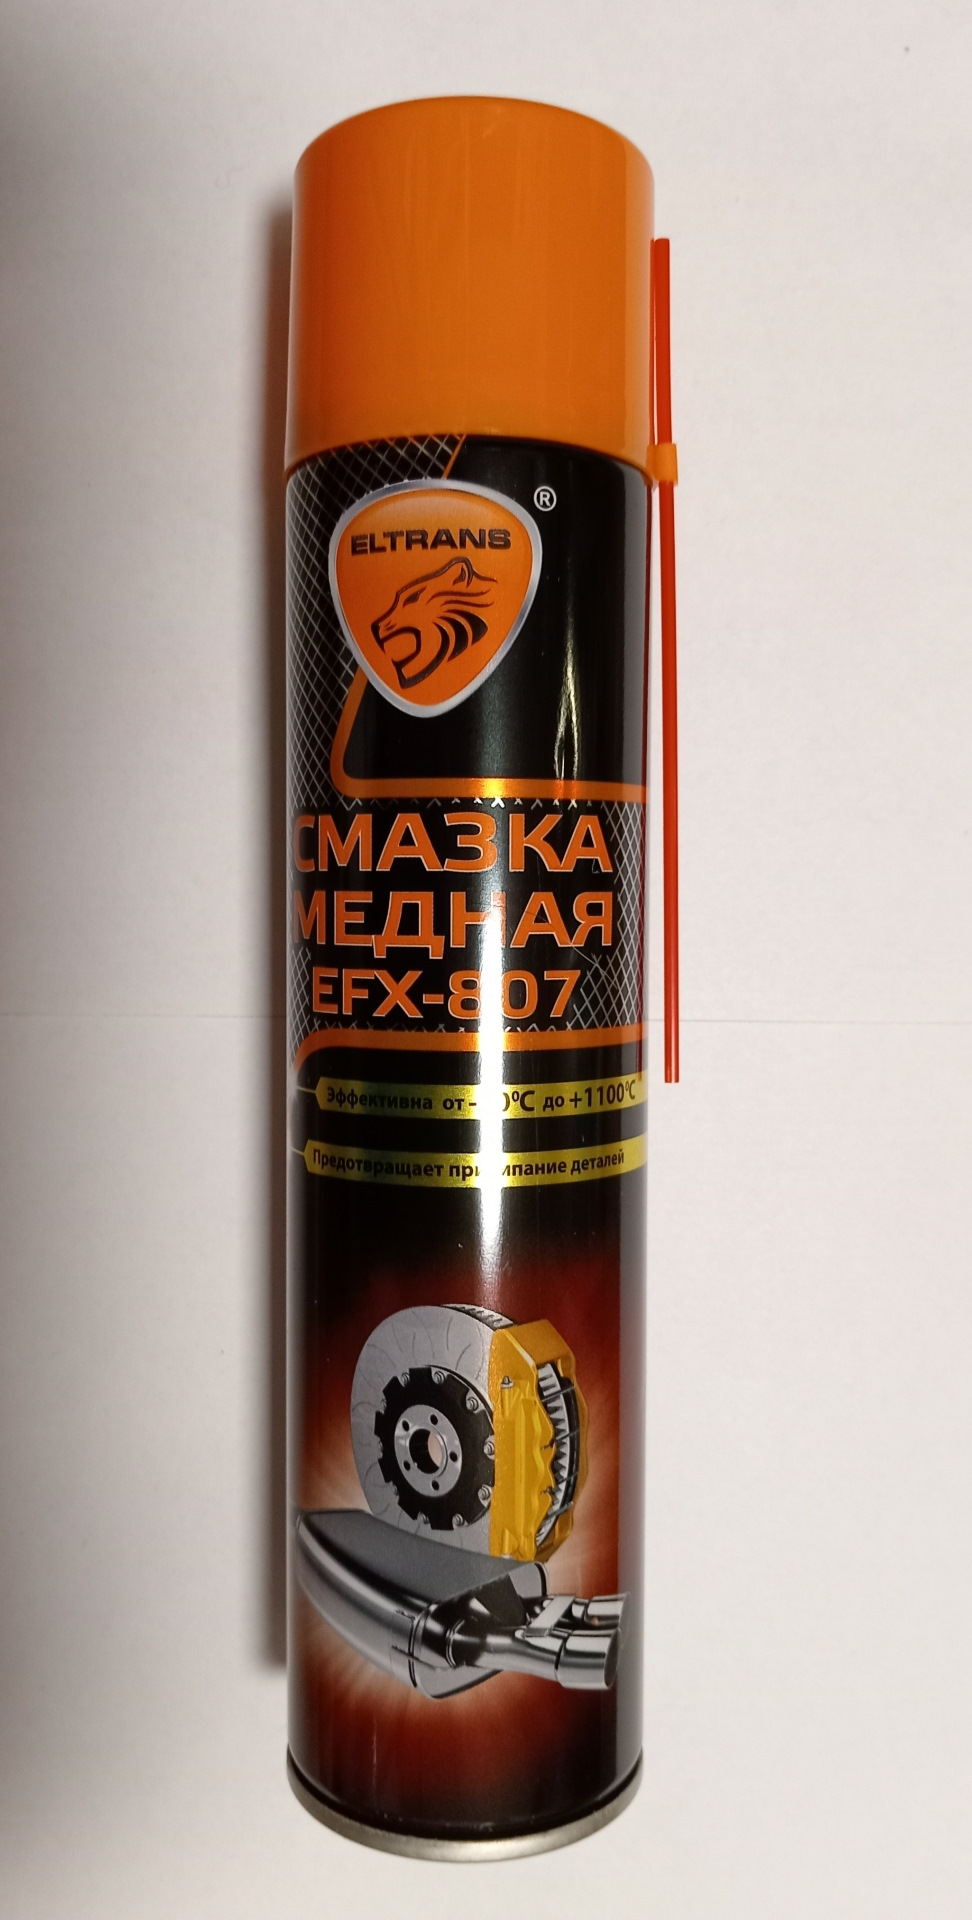 ELTRANS
®
СМАЗКА
МЕДНАЯ
EFX-807
Эффективна от до +1100°C
Предотвращает деталей